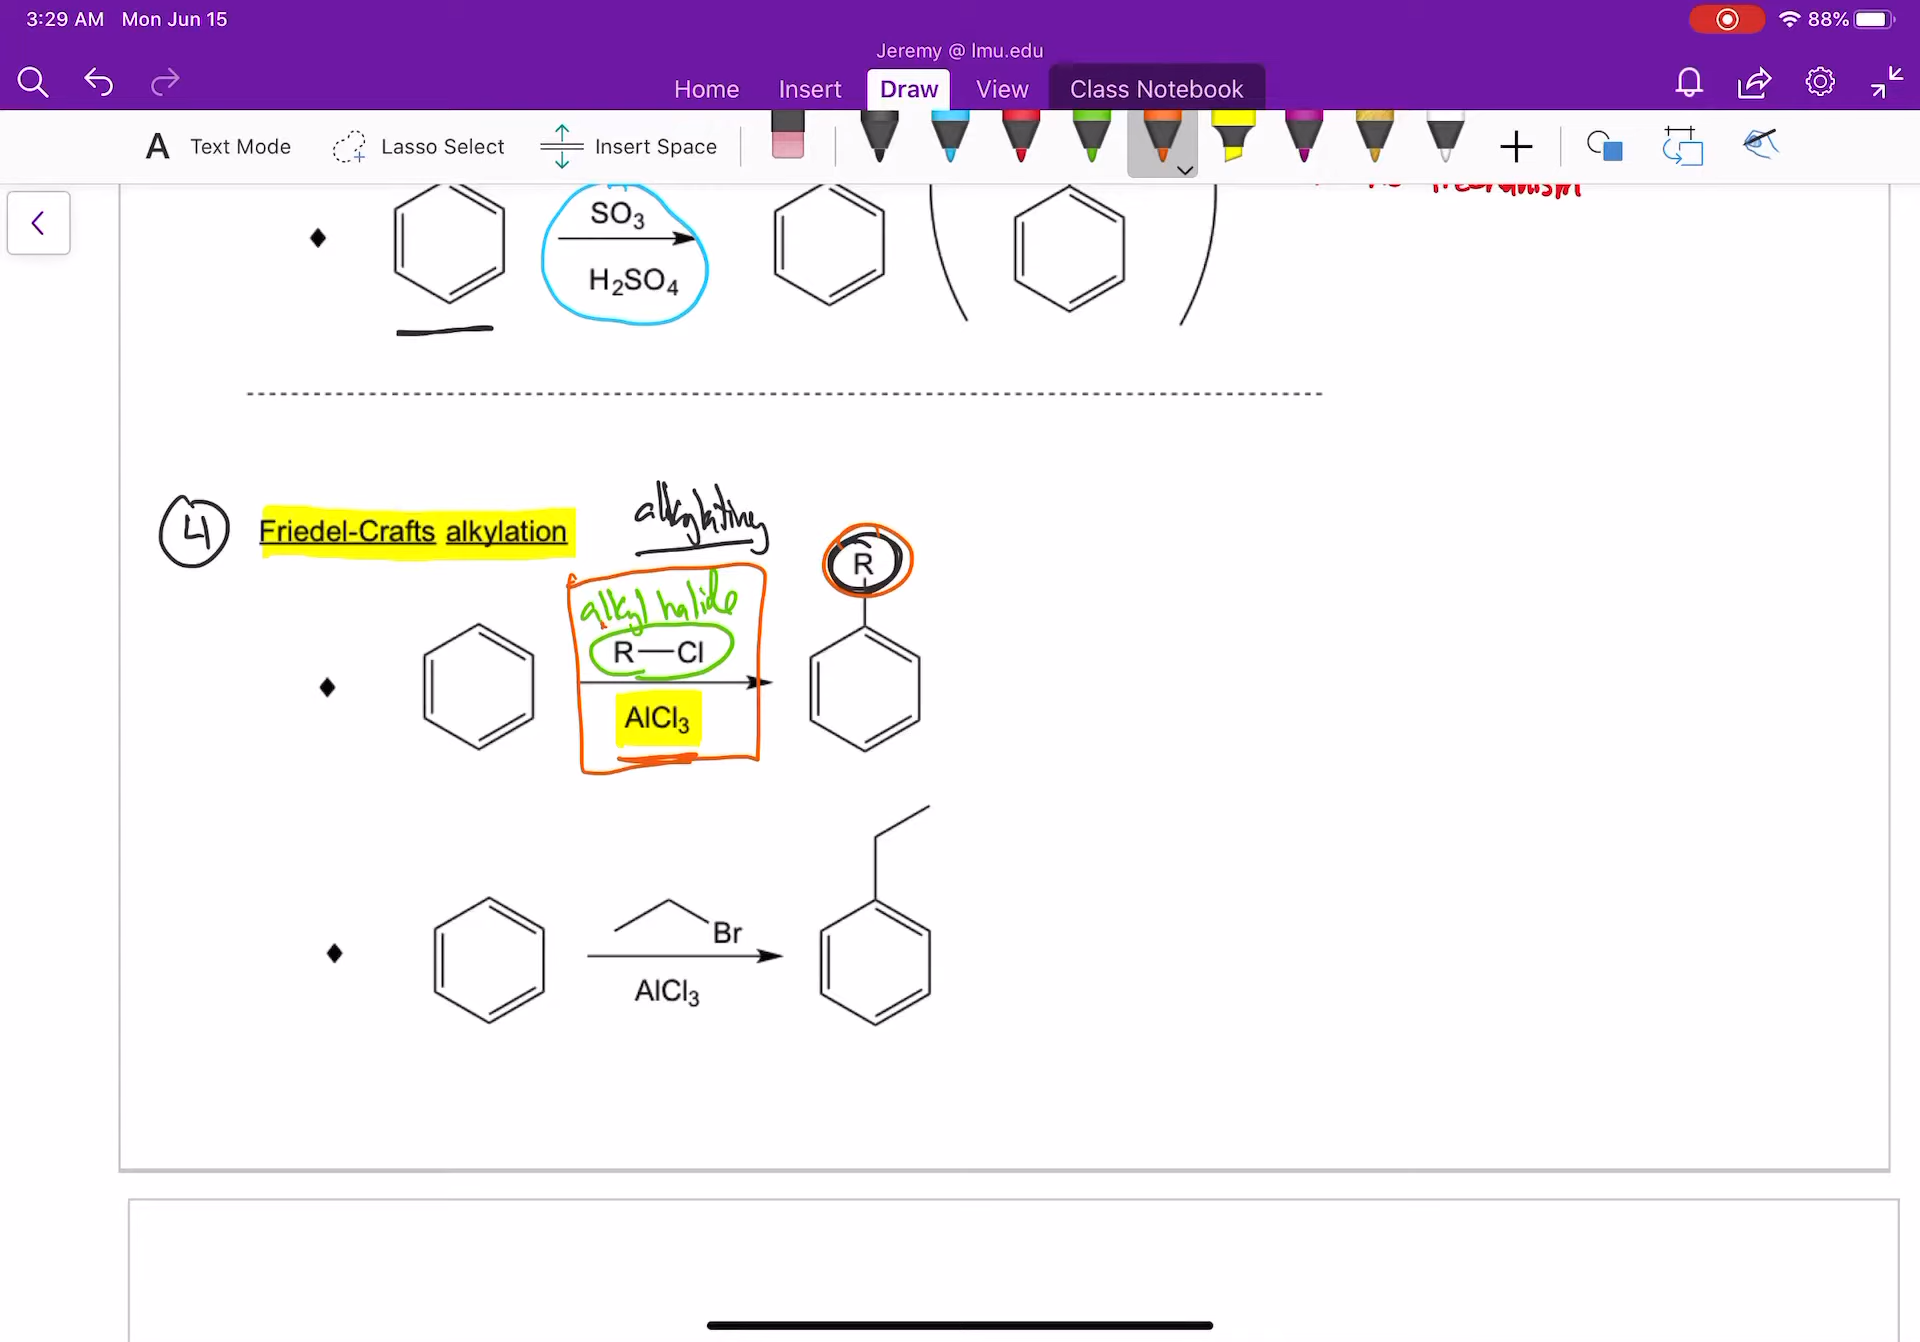 3:29 AM Mon Jun 15
88%
Jeremy @ lmu.edu
Home Insert Draw View Class Notebook
A Text Mode Lasso Select Insert Space
SO3
H2SO4
4
Friedel-Crafts alkylation
alkylating
R
alkyl halide
R—Cl
AlCl3
Br
AlCl3